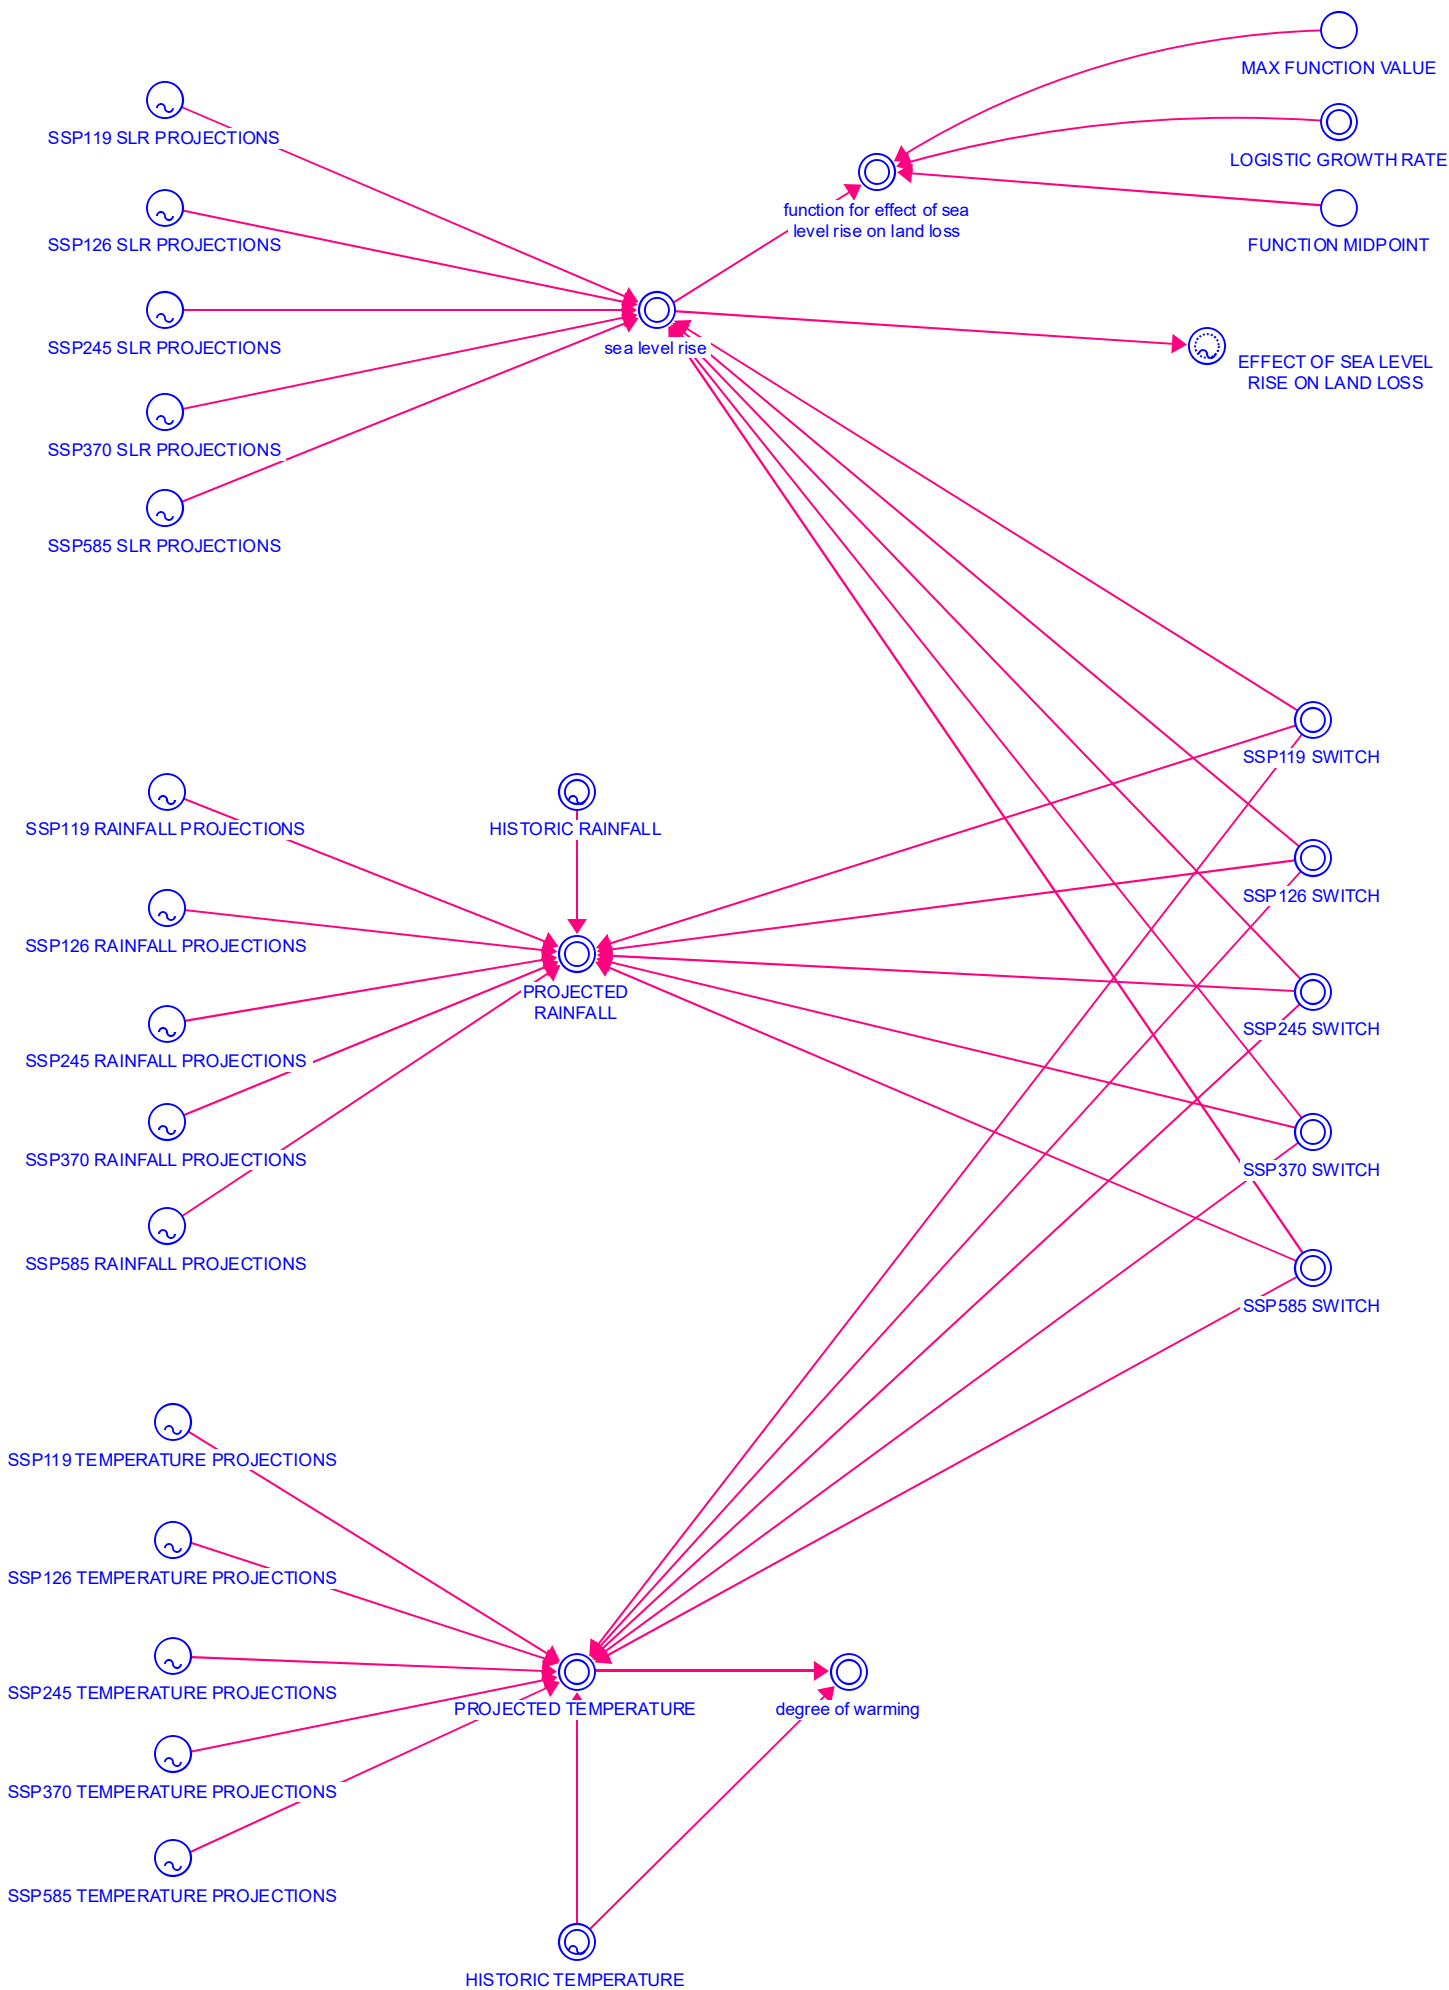 MAX FUNCTION VALUE
SSP119 SLR PROJECTIONS
LOGISTIC GROWTH RATE
function for effect of sea
level rise on land loss
SSP126 SLR PROJECTIONS
FUNCTION MIDPOINT
SSP245 SLR PROJECTIONS
sea level rise
EFFECT OF SEA LEVEL
RISE ON LAND LOSS
SSP370 SLR PROJECTIONS
SSP585 SLR PROJECTIONS
SSP119 SWITCH
SSP119 RAINFALL PROJECTIONS
HISTORIC RAINFALL
SSP126 SWITCH
SSP126 RAINFALL PROJECTIONS
PROJECTED
RAINFALL
SSP245 SWITCH
SSP245 RAINFALL PROJECTIONS
SSP370 RAINFALL PROJECTIONS
SSP370 SWITCH
SSP585 RAINFALL PROJECTIONS
SSP585 SWITCH
SSP119 TEMPERATURE PROJECTIONS
SSP126 TEMPERATURE PROJECTIONS
SSP245 TEMPERATURE PROJECTIONS
PROJECTED TEMPERATURE
degree of warming
SSP370 TEMPERATURE PROJECTIONS
SSP585 TEMPERATURE PROJECTIONS
HISTORIC TEMPERATURE